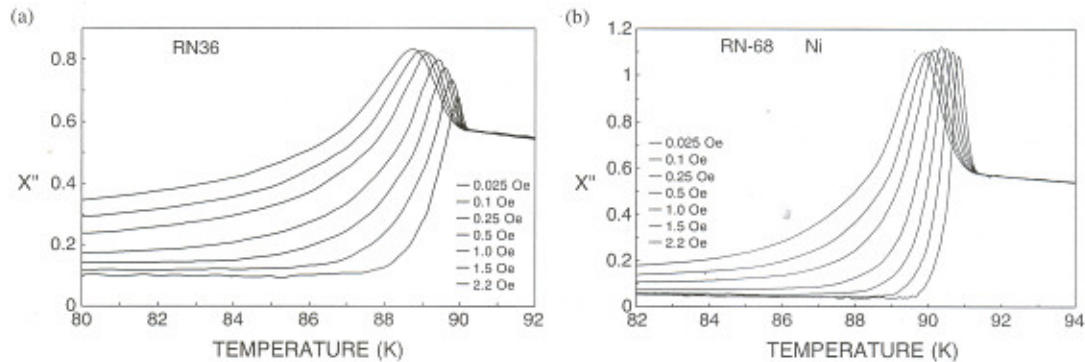 (a)
RN36
0.8
0.6
X"
0.4
0.2
0
0.025 Oe
0.1 Oe
0.25 Oe
0.5 Oe
1.0 Oe
1.5 Oe
2.2 Oe
80 82 84 86 88 90 92
TEMPERATURE (K)
(b)
RN-68 Ni
1.2
1
0.8
0.6
X"
0.4
0.2
0
0.025 Oe
0.1 Oe
0.25 Oe
0.5 Oe
1.0 Oe
1.5 Oe
2.2 Oe
82 84 86 88 90 92 94
TEMPERATURE (K)